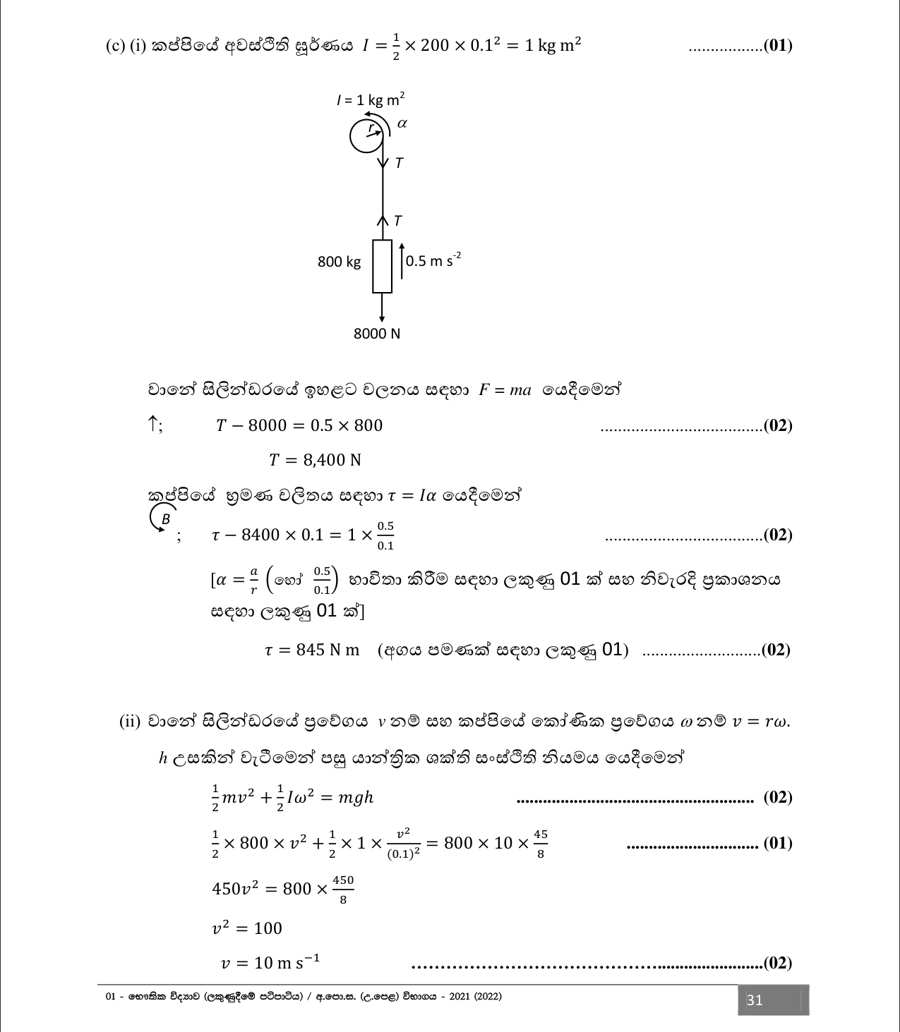 (c) (i) කප්පියේ අවස්ථිති සූර්ණය I = 1/2 × 200 × 0.1² = 1 kg m² ..................(01)
I = 1 kg m²
α
r
T
T
800 kg
0.5 m s⁻²
8000 N
වානේ සිලින්ඩරයේ ඉහළට චලනය සඳහා F = ma යෙදීමෙන්
↑; T − 8000 = 0.5 × 800 .....................................(02)
T = 8,400 N
කප්පියේ භ්‍රමණ චලිතය සඳහා τ = Iα යෙදීමෙන්
B ; τ − 8400 × 0.1 = 1 × 0.5/0.1 ....................................(02)
[α = a/r (හෝ 0.5/0.1) භාවිතා කිරීම සඳහා ලකුණු 01 ක් සහ නිවැරදි ප්‍රකාශනය
සඳහා ලකුණු 01 ක්]
τ = 845 N m (අගය පමණක් සඳහා ලකුණු 01) ...........................(02)
(ii) වානේ සිලින්ඩරයේ ප්‍රවේගය v නම් සහ කප්පියේ කෝණික ප්‍රවේගය ω නම් v = rω.
h උසකින් වැටීමෙන් පසු යාන්ත්‍රික ශක්ති සංස්ථිති නියමය යෙදීමෙන්
1/2 mv² + 1/2 Iω² = mgh ...................................................... (02)
1/2 × 800 × v² + 1/2 × 1 × v²/(0.1)² = 800 × 10 × 45/8 .............................. (01)
450v² = 800 × 450/8
v² = 100
v = 10 m s⁻¹ ..................................................................(02)
01 - භෞතික විද්‍යාව (ලකුණුදීමේ පටිපාටිය) / අ.පො.ස. (උ.පෙළ) විභාගය - 2021 (2022)
31